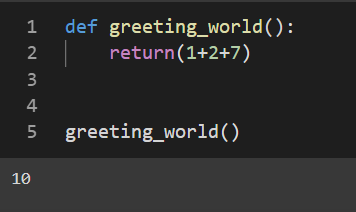 1 def greeting_world():
2     return(1+2+7)
3
4
5 greeting_world()
10